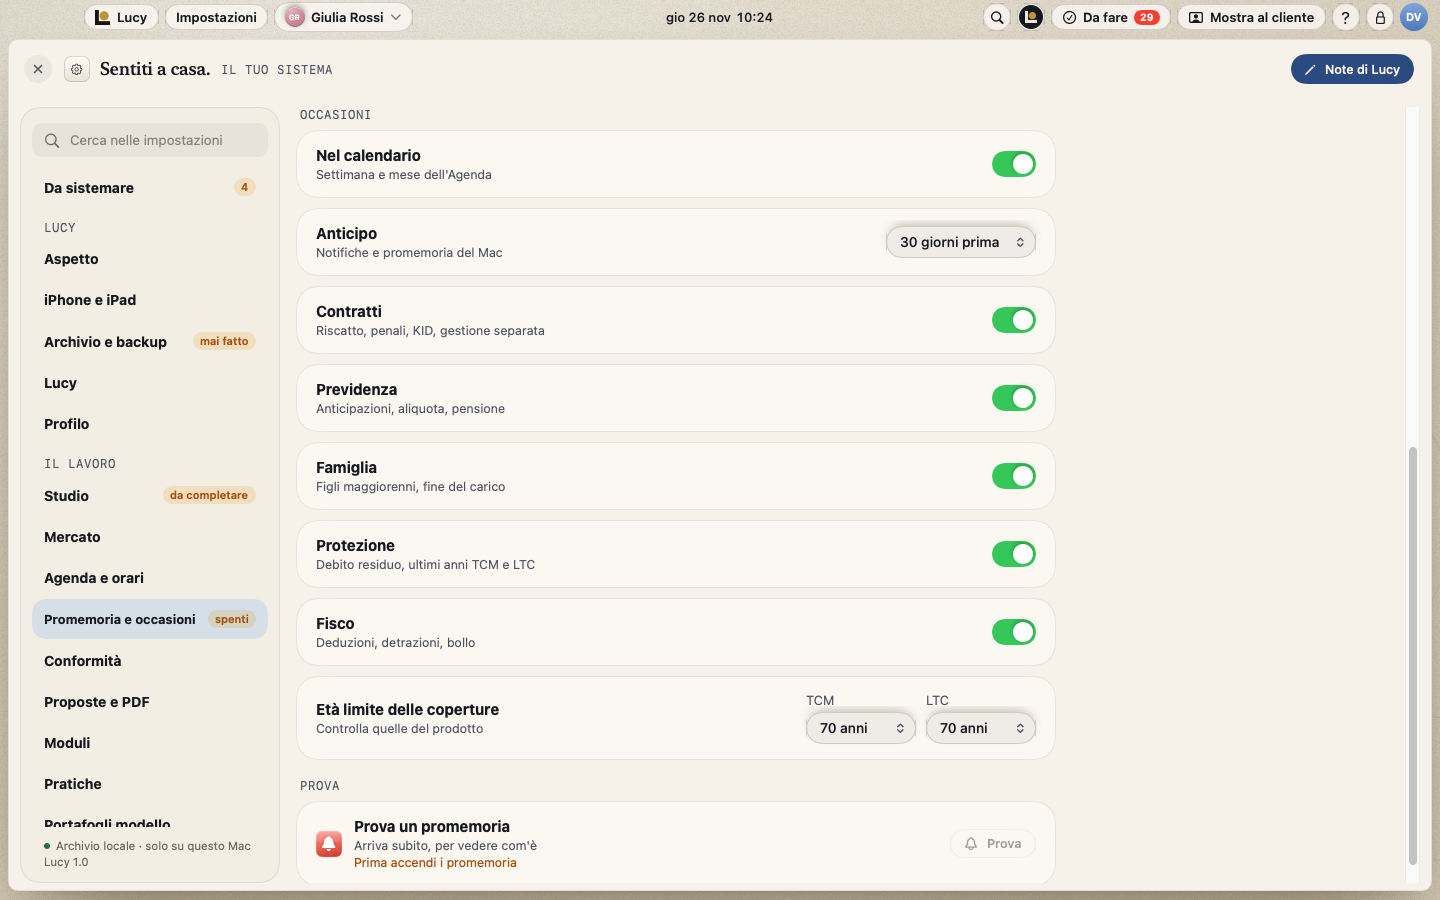 Lucy
Impostazioni
GR Giulia Rossi
gio 26 nov 10:24
Da fare 29
Mostra al cliente
?
DV
Sentiti a casa. IL TUO SISTEMA
Note di Lucy
Cerca nelle impostazioni
Da sistemare 4
LUCY
Aspetto
iPhone e iPad
Archivio e backup mai fatto
Lucy
Profilo
IL LAVORO
Studio da completare
Mercato
Agenda e orari
Promemoria e occasioni spenti
Conformità
Proposte e PDF
Moduli
Pratiche
Portafogli modello
Archivio locale · solo su questo Mac
Lucy 1.0
OCCASIONI
Nel calendario
Settimana e mese dell'Agenda
Anticipo
Notifiche e promemoria del Mac
30 giorni prima
Contratti
Riscatto, penali, KID, gestione separata
Previdenza
Anticipazioni, aliquota, pensione
Famiglia
Figli maggiorenni, fine del carico
Protezione
Debito residuo, ultimi anni TCM e LTC
Fisco
Deduzioni, detrazioni, bollo
Età limite delle coperture
Controlla quelle del prodotto
TCM
70 anni
LTC
70 anni
PROVA
Prova un promemoria
Arriva subito, per vedere com'è
Prima accendi i promemoria
Prova